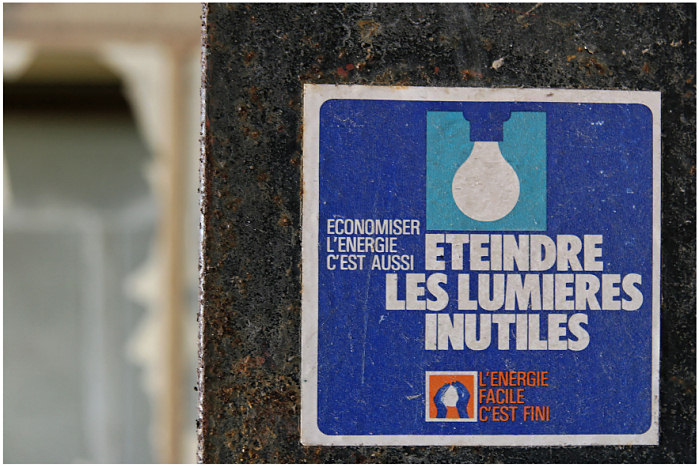 ECONOMISER
L'ENERGIE
C'EST AUSSI
ETEINDRE
LES LUMIERES
INUTILES
L'ENERGIE
FACILE
C'EST FINI